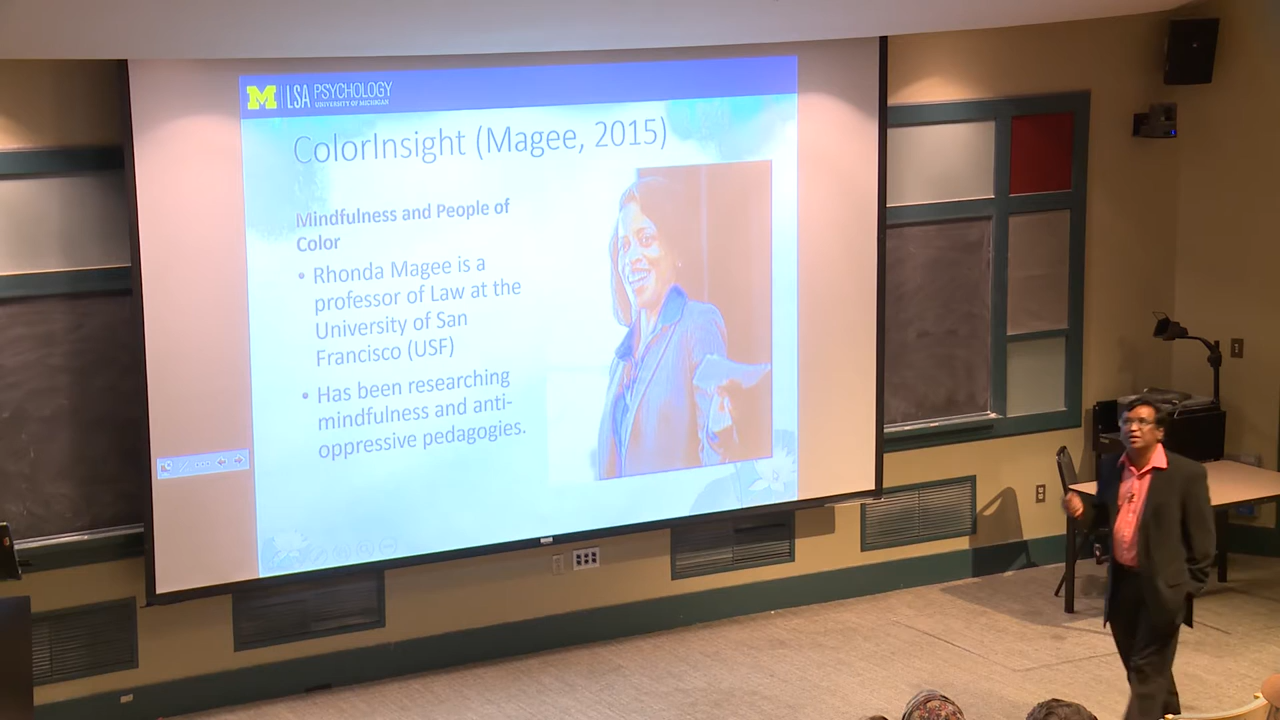 M LSA PSYCHOLOGY
UNIVERSITY OF MICHIGAN
ColorInsight (Magee, 2015)
Mindfulness and People of
Color
• Rhonda Magee is a
professor of Law at the
University of San
Francisco (USF)
• Has been researching
mindfulness and anti-
oppressive pedagogies.